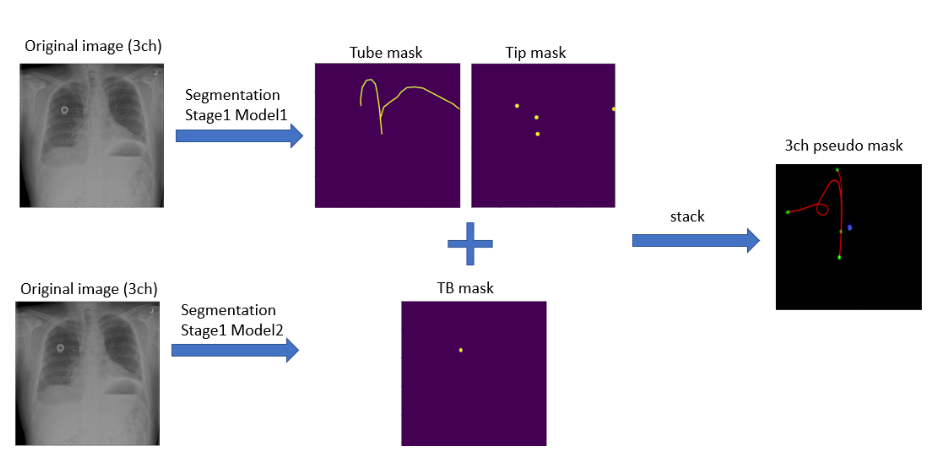 Original image (3ch)
Segmentation
Stage1 Model1
Tube mask
Tip mask
3ch pseudo mask
stack
Original image (3ch)
Segmentation
Stage1 Model2
TB mask